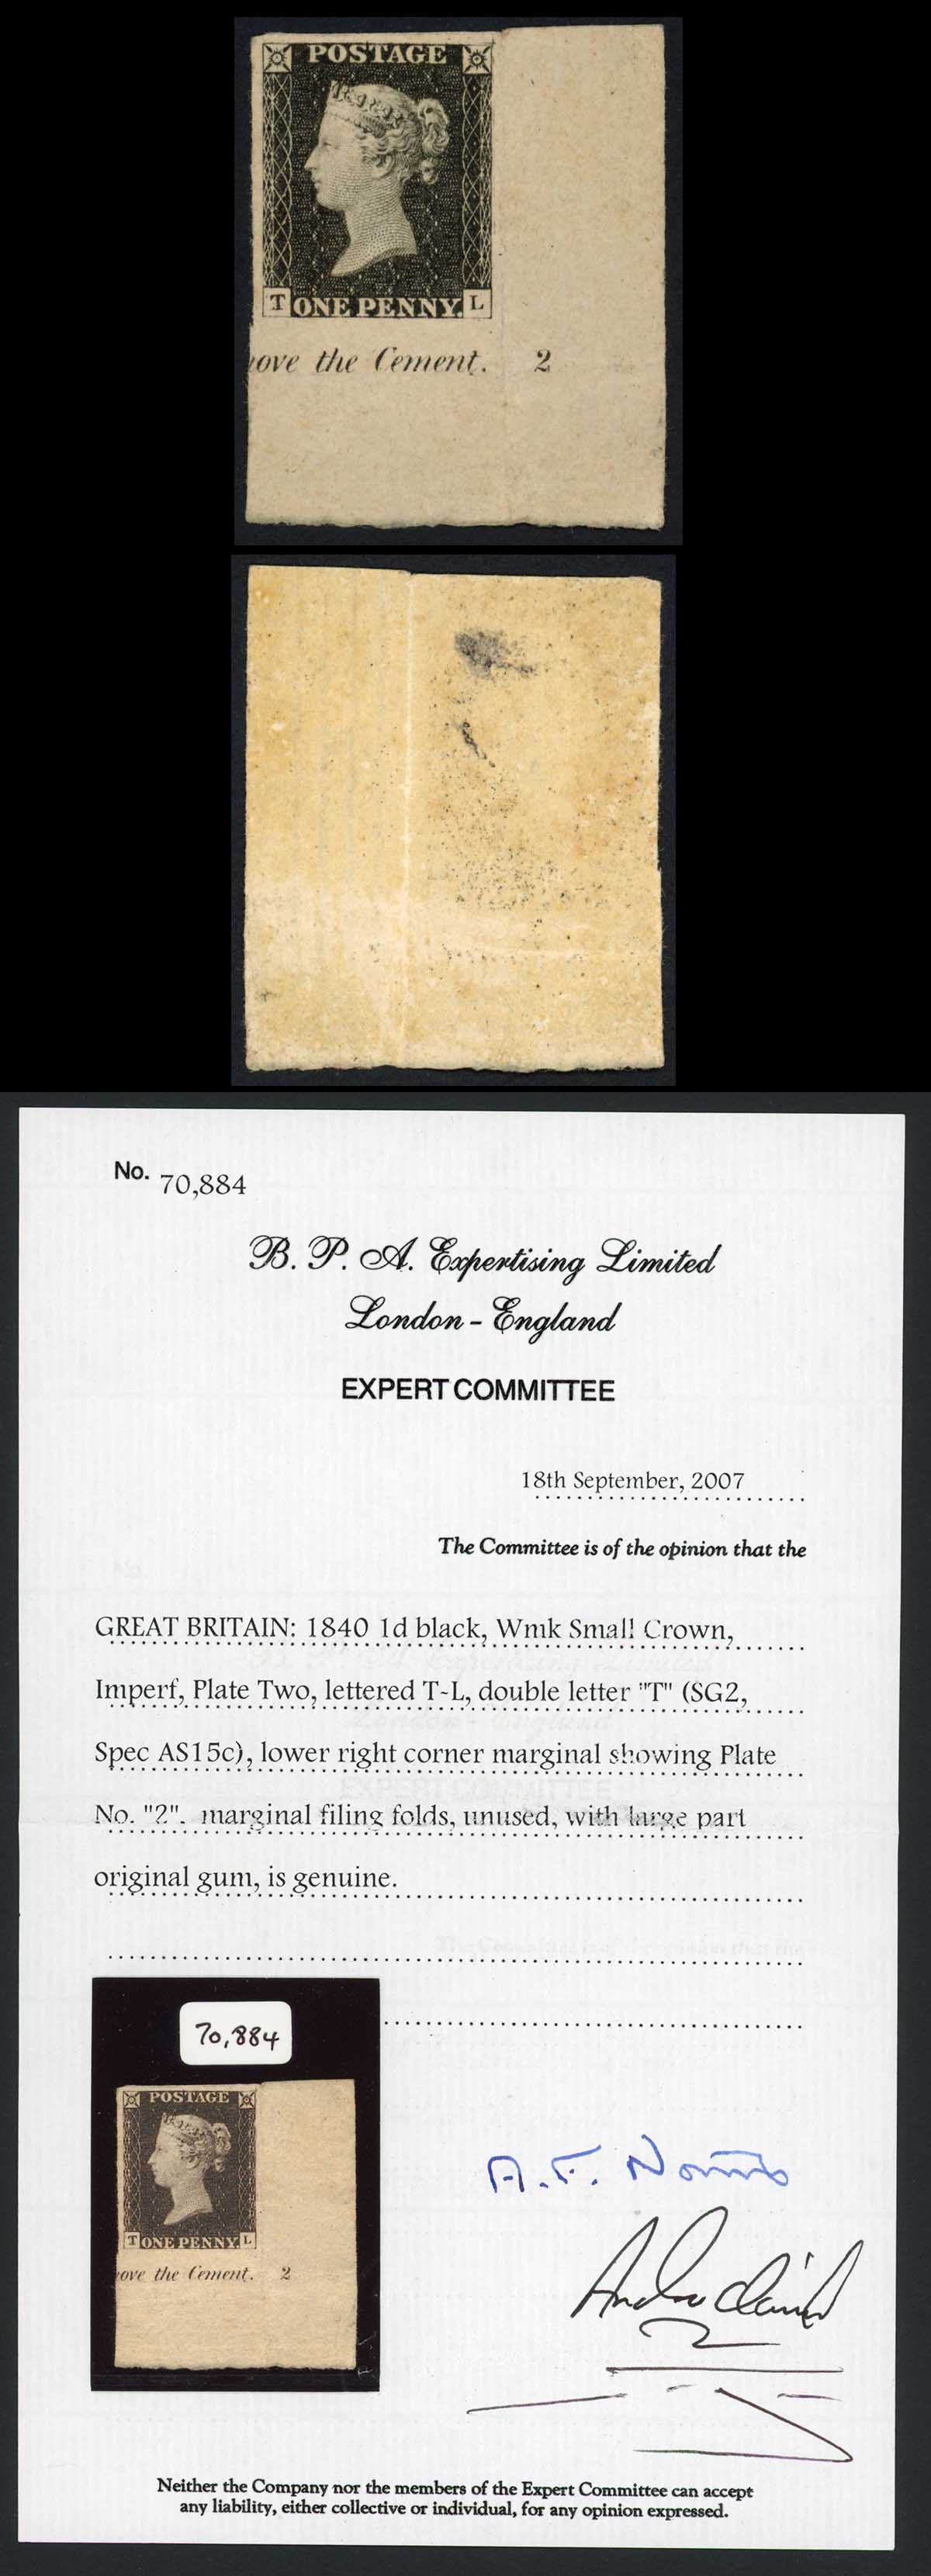 POSTAGE
T ONE PENNY. L
ove the Cement. 2
No. 70,884
B. P. A. Expertising Limited
London - England
EXPERT COMMITTEE
18th September, 2007
The Committee is of the opinion that the
GREAT BRITAIN: 1840 1d black, Wmk Small Crown,
Imperf, Plate Two, lettered T-L, double letter "T" (SG2,
Spec AS15c), lower right corner marginal showing Plate
No. "2". marginal filing folds, unused, with large part
original gum, is genuine.
70,884
POSTAGE
T ONE PENNY. L
ove the Cement. 2
A. F. Norris
Neither the Company nor the members of the Expert Committee can accept
any liability, either collective or individual, for any opinion expressed.